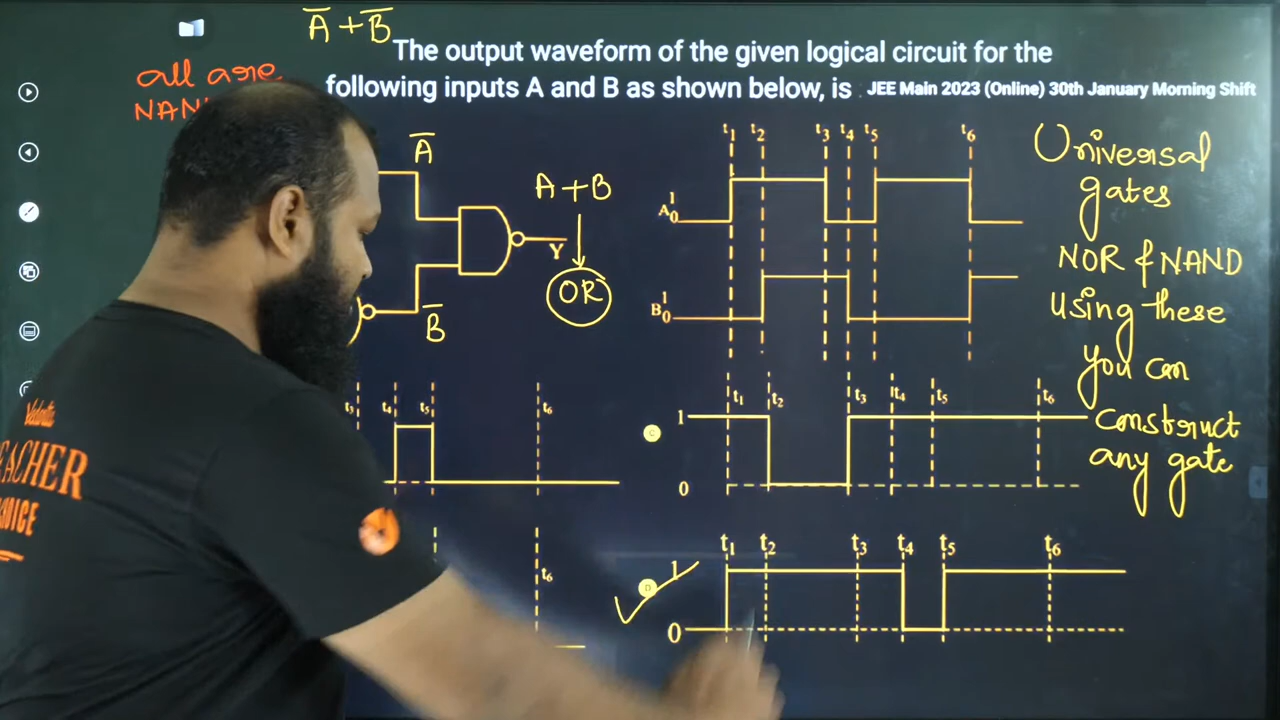 A + B
The output waveform of the given logical circuit for the
following inputs A and B as shown below, is : JEE Main 2023 (Online) 30th January Morning Shift
all are
A
A + B
OR
Y
B
t1 t2 t3 t4 t5 t6
A 1 0
B 1 0
Universal
gates
NOR & NAND
Using these
you can
construct
any gate
t3 t4 t5 t6
t6
C
1
t1 t2 t3 t4 t5 t6
0
D
t1 t2 t3 t4 t5 t6
1
0
Vedantu